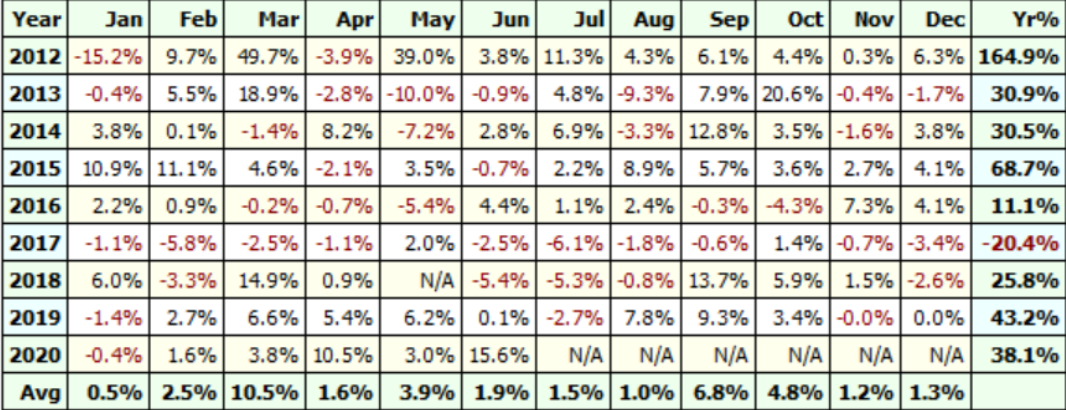 Year Jan Feb Mar Apr May Jun Jul Aug Sep Oct Nov Dec Yr%
2012 -15.2% 9.7% 49.7% -3.9% 39.0% 3.8% 11.3% 4.3% 6.1% 4.4% 0.3% 6.3% 164.9%
2013 -0.4% 5.5% 18.9% -2.8% -10.0% -0.9% 4.8% -9.3% 7.9% 20.6% -0.4% -1.7% 30.9%
2014 3.8% 0.1% -1.4% 8.2% -7.2% 2.8% 6.9% -3.3% 12.8% 3.5% -1.6% 3.8% 30.5%
2015 10.9% 11.1% 4.6% -2.1% 3.5% -0.7% 2.2% 8.9% 5.7% 3.6% 2.7% 4.1% 68.7%
2016 2.2% 0.9% -0.2% -0.7% -5.4% 4.4% 1.1% 2.4% -0.3% -4.3% 7.3% 4.1% 11.1%
2017 -1.1% -5.8% -2.5% -1.1% 2.0% -2.5% -6.1% -1.8% -0.6% 1.4% -0.7% -3.4% -20.4%
2018 6.0% -3.3% 14.9% 0.9% N/A -5.4% -5.3% -0.8% 13.7% 5.9% 1.5% -2.6% 25.8%
2019 -1.4% 2.7% 6.6% 5.4% 6.2% 0.1% -2.7% 7.8% 9.3% 3.4% -0.0% 0.0% 43.2%
2020 -0.4% 1.6% 3.8% 10.5% 3.0% 15.6% N/A N/A N/A N/A N/A N/A 38.1%
Avg 0.5% 2.5% 10.5% 1.6% 3.9% 1.9% 1.5% 1.0% 6.8% 4.8% 1.2% 1.3%